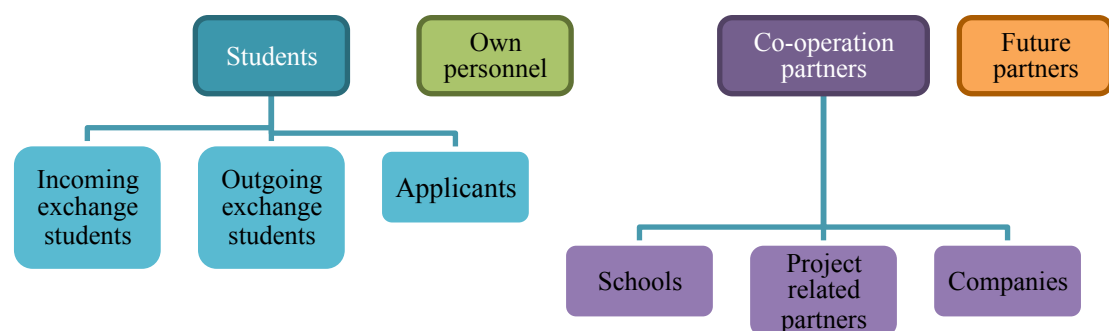 Students
Own
personnel
Co-operation
partners
Future
partners
Incoming
exchange
students
Outgoing
exchange
students
Applicants
Schools
Project
related
partners
Companies